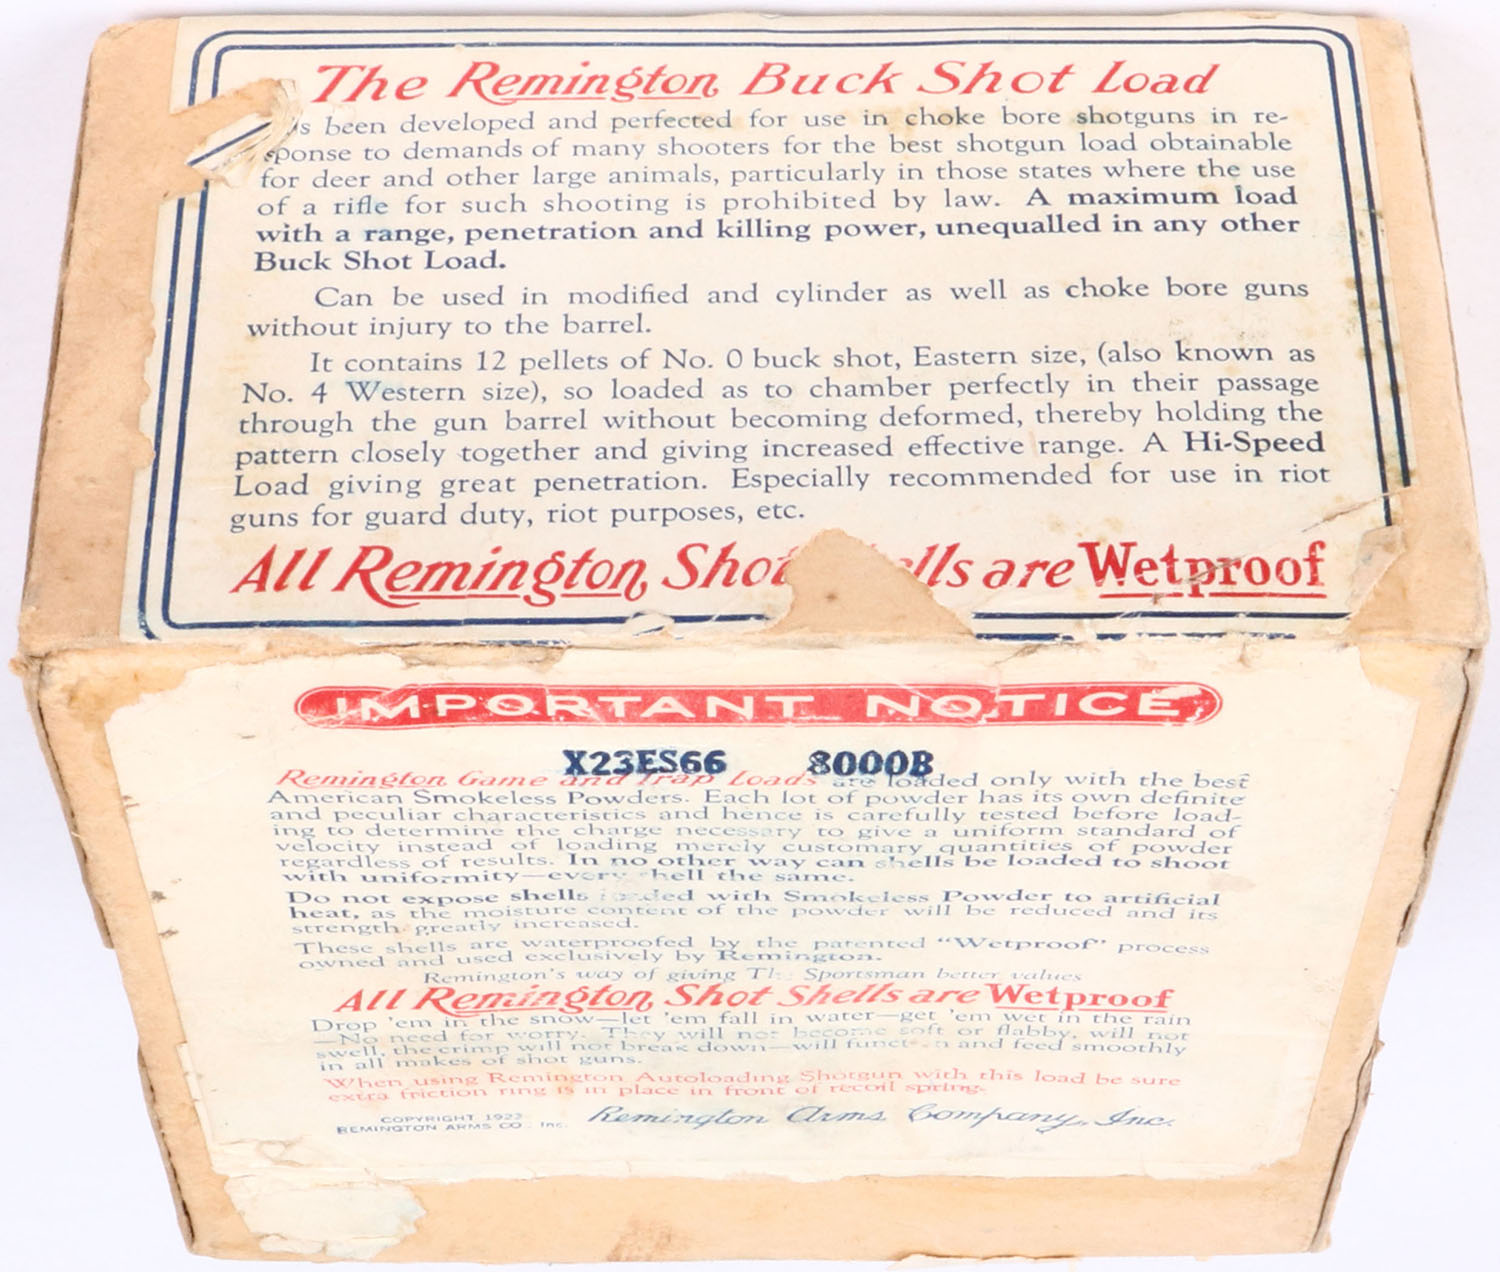 The Remington Buck Shot Load
s been developed and perfected for use in choke bore shotguns in re-
sponse to demands of many shooters for the best shotgun load obtainable
for deer and other large animals, particularly in those states where the use
of a rifle for such shooting is prohibited by law. A maximum load
with a range, penetration and killing power, unequalled in any other
Buck Shot Load.
Can be used in modified and cylinder as well as choke bore guns
without injury to the barrel.
It contains 12 pellets of No. 0 buck shot, Eastern size, (also known as
No. 4 Western size), so loaded as to chamber perfectly in their passage
through the gun barrel without becoming deformed, thereby holding the
pattern closely together and giving increased effective range. A Hi-Speed
Load giving great penetration. Especially recommended for use in riot
guns for guard duty, riot purposes, etc.
All Remington Shot ells are Wetproof
IMPORTANT NOTICE
X23ES66 8000B
Remington Game and Trap Loads are loaded only with the best
American Smokeless Powders. Each lot of powder has its own definite
and peculiar characteristics and hence is carefully tested before load-
ing to determine the charge necessary to give a uniform standard of
velocity instead of loading merely customary quantities of powder
regardless of results. In no other way can shells be loaded to shoot
with uniformity—every shell the same.
Do not expose shells loaded with Smokeless Powder to artificial
heat, as the moisture content of the powder will be reduced and its
strength greatly increased.
These shells are waterproofed by the patented "Wetproof" process
owned and used exclusively by Remington.
Remington's way of giving The Sportsman better values
All Remington Shot Shells are Wetproof
Drop 'em in the snow—let 'em fall in water—get 'em wet in the rain
—No need for worry. They will not become soft or flabby, will not
swell, the crimp will not break down—will function and feed smoothly
in all makes of shot guns.
When using Remington Autoloading Shotgun with this load be sure
extra friction ring is in place in front of recoil spring.
COPYRIGHT 1923
REMINGTON ARMS CO. Inc.
Remington Arms Company, Inc.